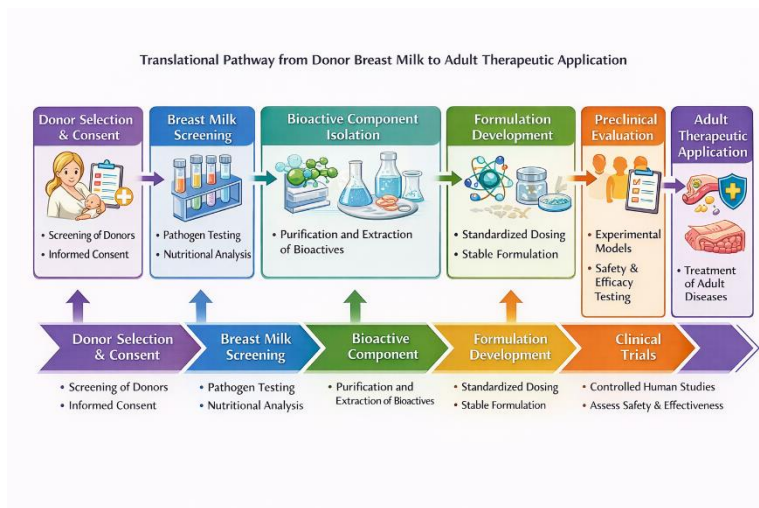 Translational Pathway from Donor Breast Milk to Adult Therapeutic Application
Donor Selection
& Consent
• Screening of Donors
• Informed Consent
Breast Milk
Screening
• Pathogen Testing
• Nutritional Analysis
Bioactive Component
Isolation
• Purification and Extraction
of Bioactives
Formulation
Development
• Standardized Dosing
• Stable Formulation
Preclinical
Evaluation
• Experimental
Models
• Safety &
Efficacy
Testing
Adult
Therapeutic
Application
• Treatment
of Adult
Diseases
Donor Selection
& Consent
• Screening of Donors
• Informed Consent
Breast Milk
Screening
• Pathogen Testing
• Nutritional Analysis
Bioactive
Component
• Purification and
Extraction of Bioactives
Formulation
Development
• Standardized Dosing
• Stable Formulation
Clinical
Trials
• Controlled Human Studies
• Assess Safety & Effectiveness